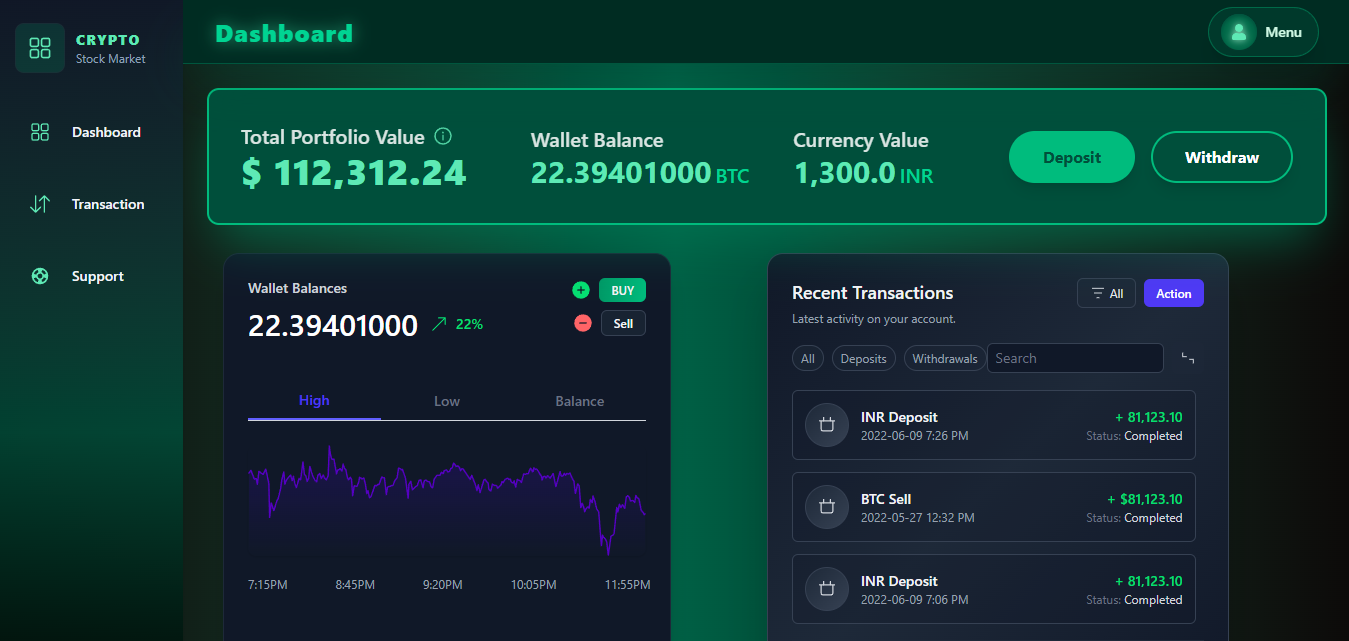 CRYPTO
Stock Market
Dashboard
Transaction
Support
Dashboard
Menu
Total Portfolio Value
$ 112,312.24
Wallet Balance
22.39401000 BTC
Currency Value
1,300.0 INR
Deposit
Withdraw
Wallet Balances
22.39401000
22%
BUY
Sell
High
Low
Balance
7:15PM
8:45PM
9:20PM
10:05PM
11:55PM
Recent Transactions
Latest activity on your account.
All
Action
All
Deposits
Withdrawals
Search
INR Deposit
2022-06-09 7:26 PM
+ 81,123.10
Status: Completed
BTC Sell
2022-05-27 12:32 PM
+ $81,123.10
Status: Completed
INR Deposit
2022-06-09 7:06 PM
+ 81,123.10
Status: Completed